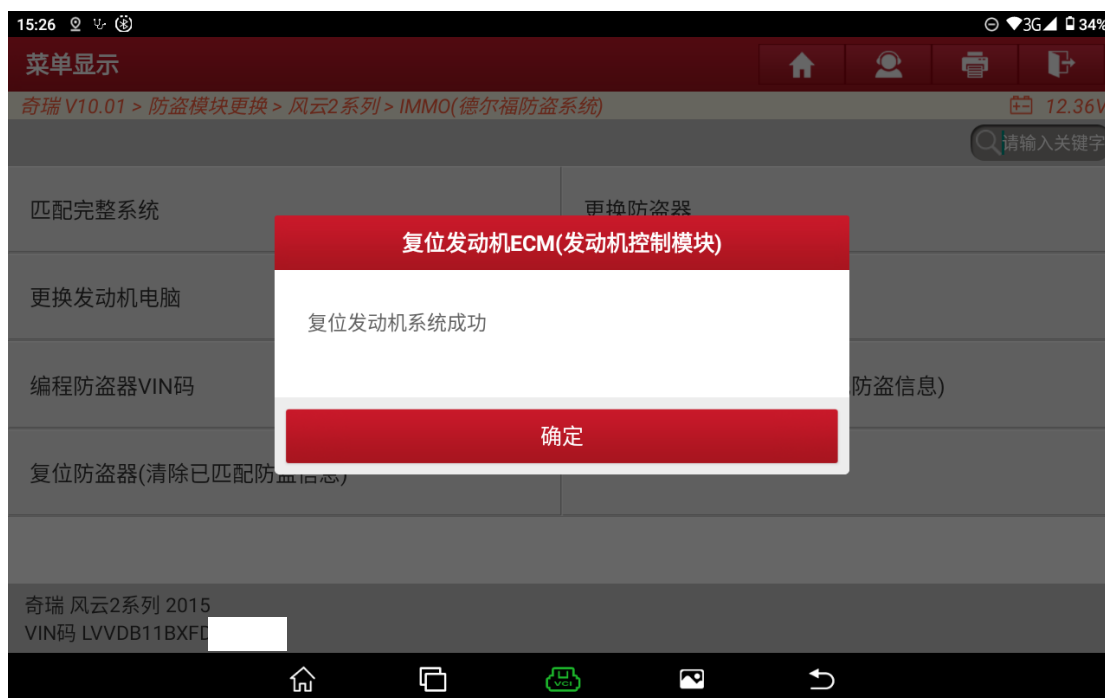 15:26
3G
34%
菜单显示
奇瑞 V10.01 > 防盗模块更换 > 风云2系列 > IMMO(德尔福防盗系统)
12.36V
请输入关键字
匹配完整系统
更换防盗器
复位发动机ECM(发动机控制模块)
更换发动机电脑
复位发动机系统成功
编程防盗器VIN码
防盗信息)
确定
复位防盗器(清除已匹配防盗信息)
奇瑞 风云2系列 2015
VIN码 LVVDB11BXF
VCI